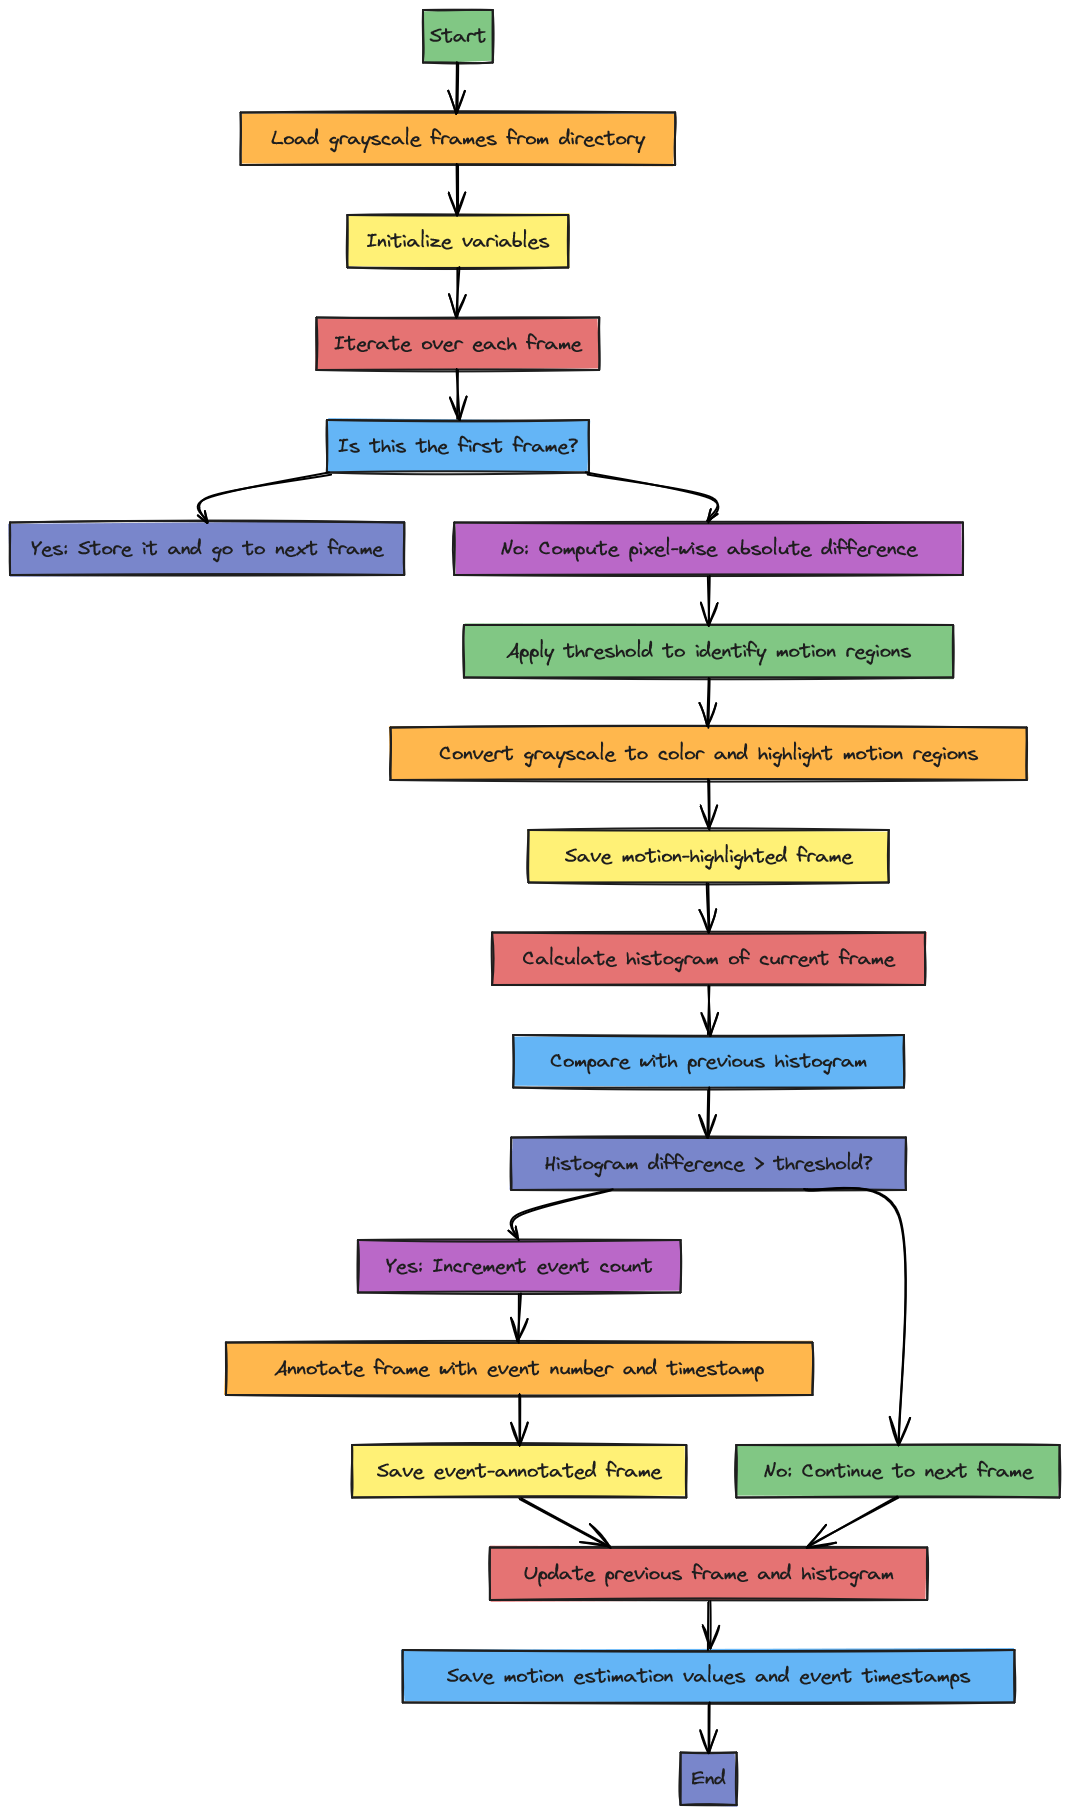 Start
Load grayscale frames from directory
Initialize variables
Iterate over each frame
Is this the first frame?
Yes: Store it and go to next frame
No: Compute pixel-wise absolute difference
Apply threshold to identify motion regions
Convert grayscale to color and highlight motion regions
Save motion-highlighted frame
Calculate histogram of current frame
Compare with previous histogram
Histogram difference > threshold?
Yes: Increment event count
Annotate frame with event number and timestamp
Save event-annotated frame
No: Continue to next frame
Update previous frame and histogram
Save motion estimation values and event timestamps
End